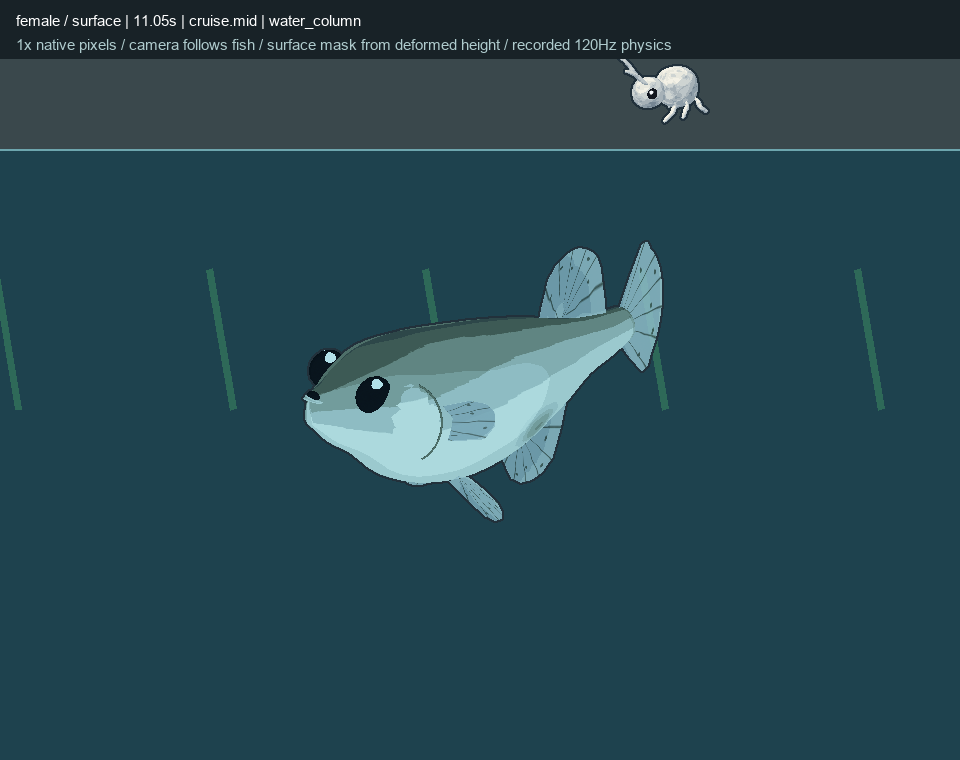 female / surface | 11.05s | cruise.mid | water_column
1x native pixels / camera follows fish / surface mask from deformed height / recorded 120Hz physics